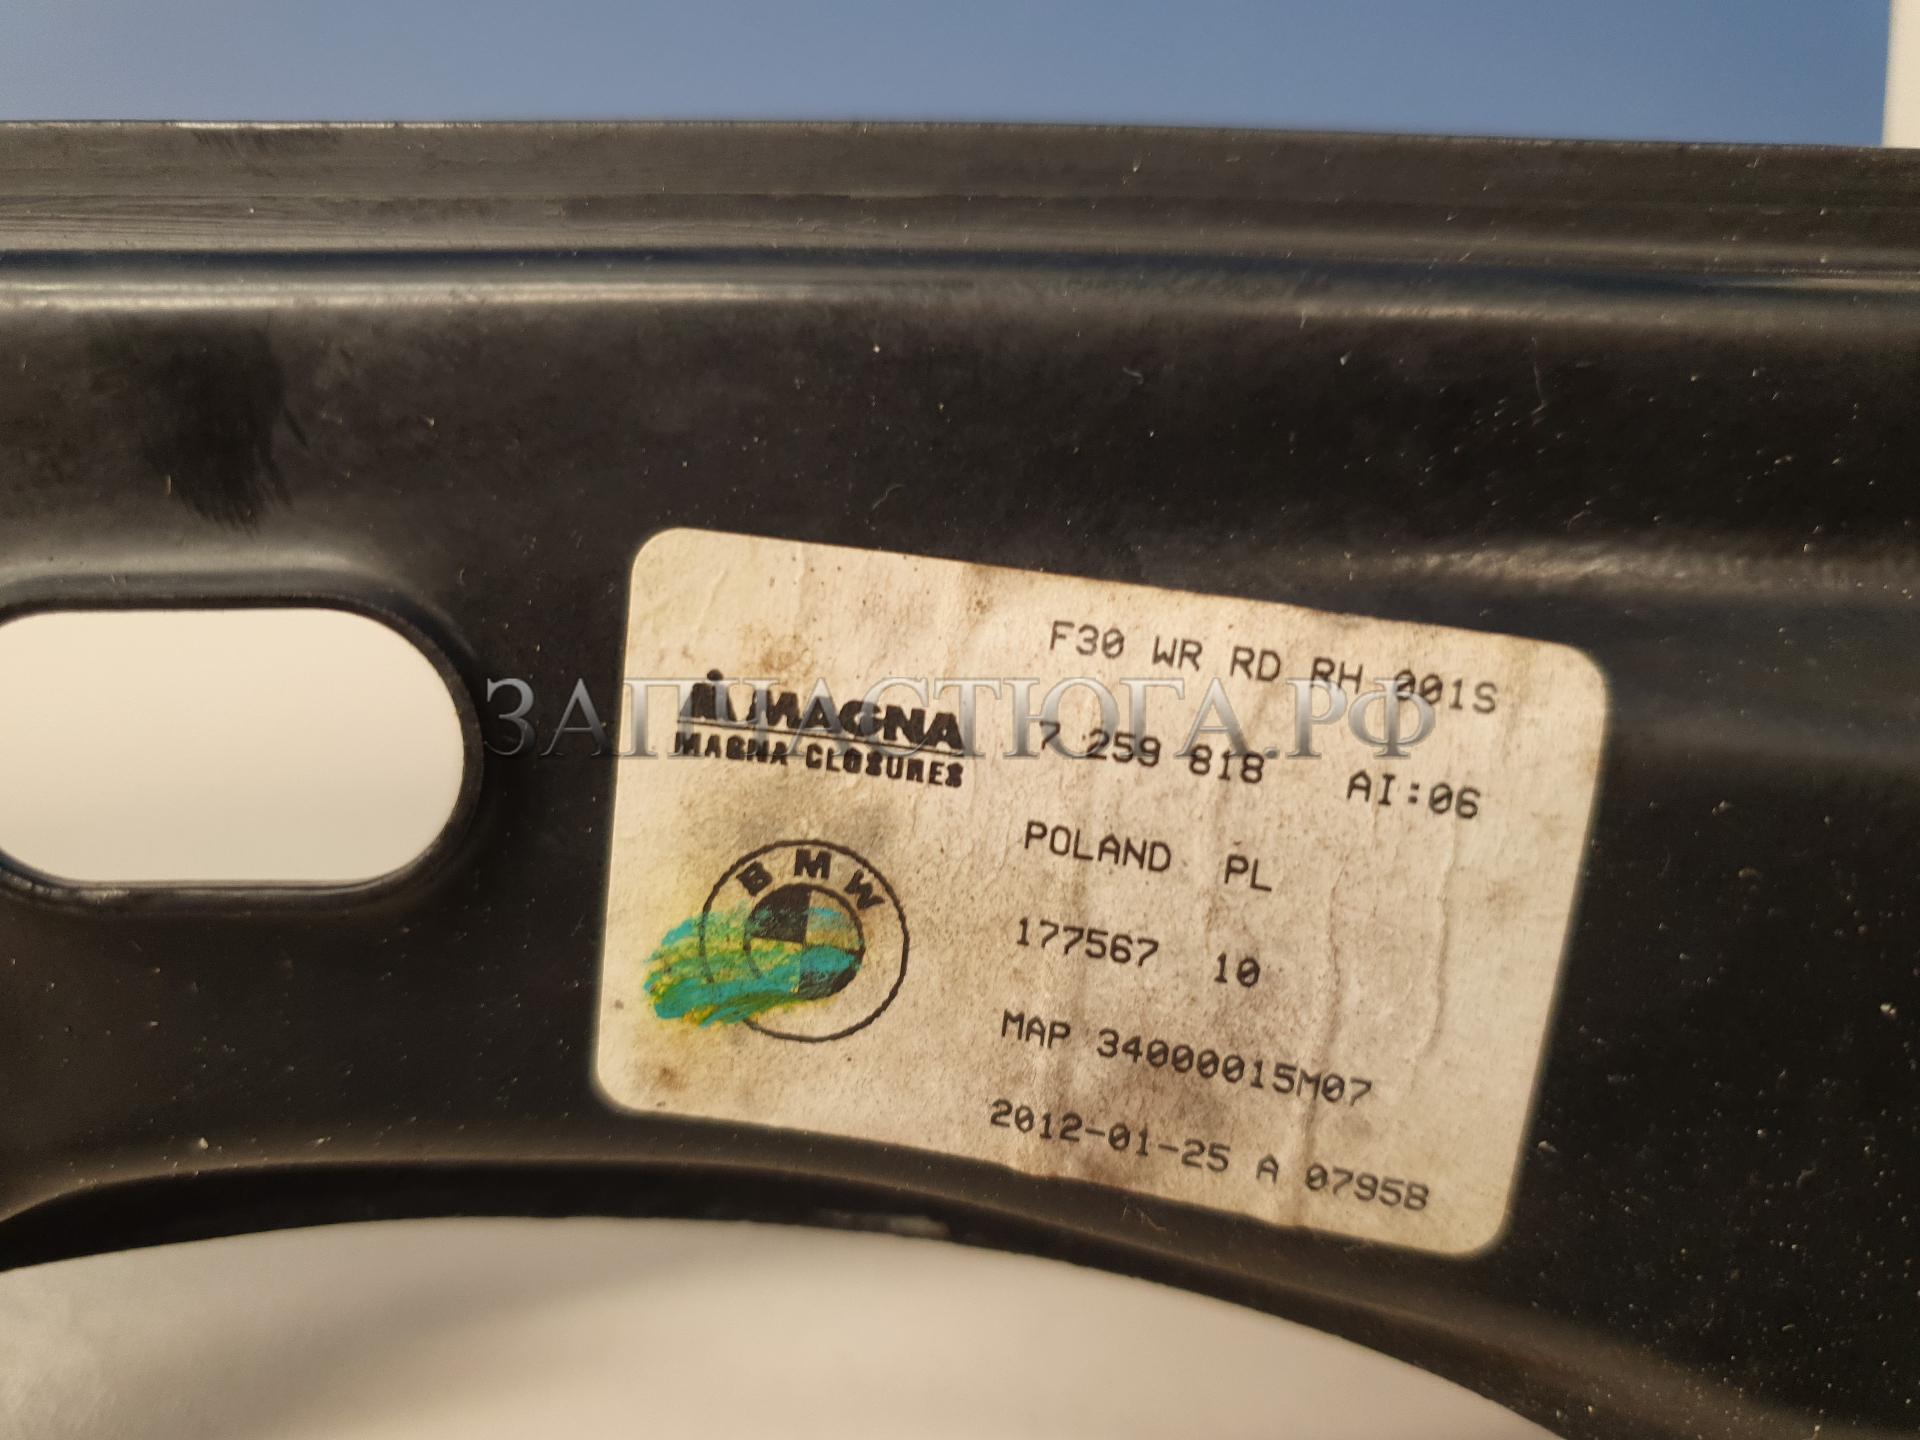 F30 WR RD RH 001S
ЗАПЧАСТЮГА.РФ
MAGNA
MAGNA CLOSURES
7 259 818 AI:06
POLAND PL
BMW
177567 10
MAP 34000015M07
2012-01-25 A 0795B